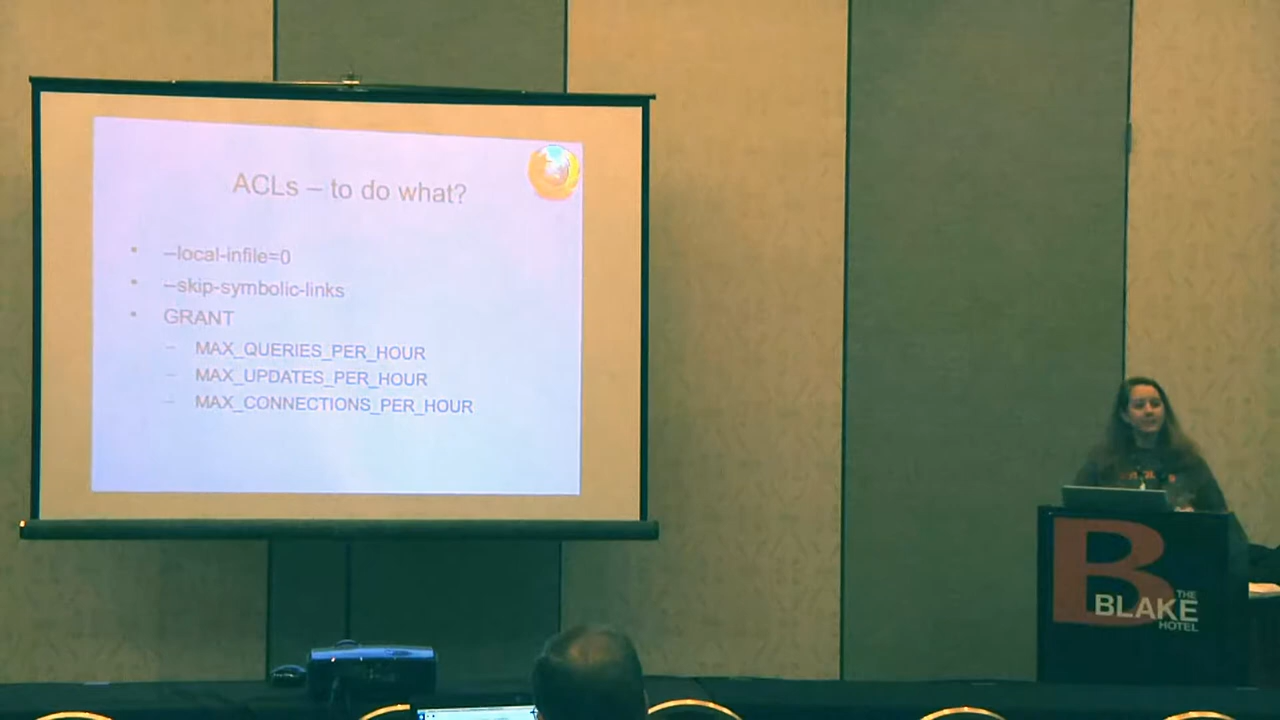 ACLs – to do what?
• –local-infile=0
• –skip-symbolic-links
• GRANT
– MAX_QUERIES_PER_HOUR
– MAX_UPDATES_PER_HOUR
– MAX_CONNECTIONS_PER_HOUR
B
THE
BLAKE
HOTEL